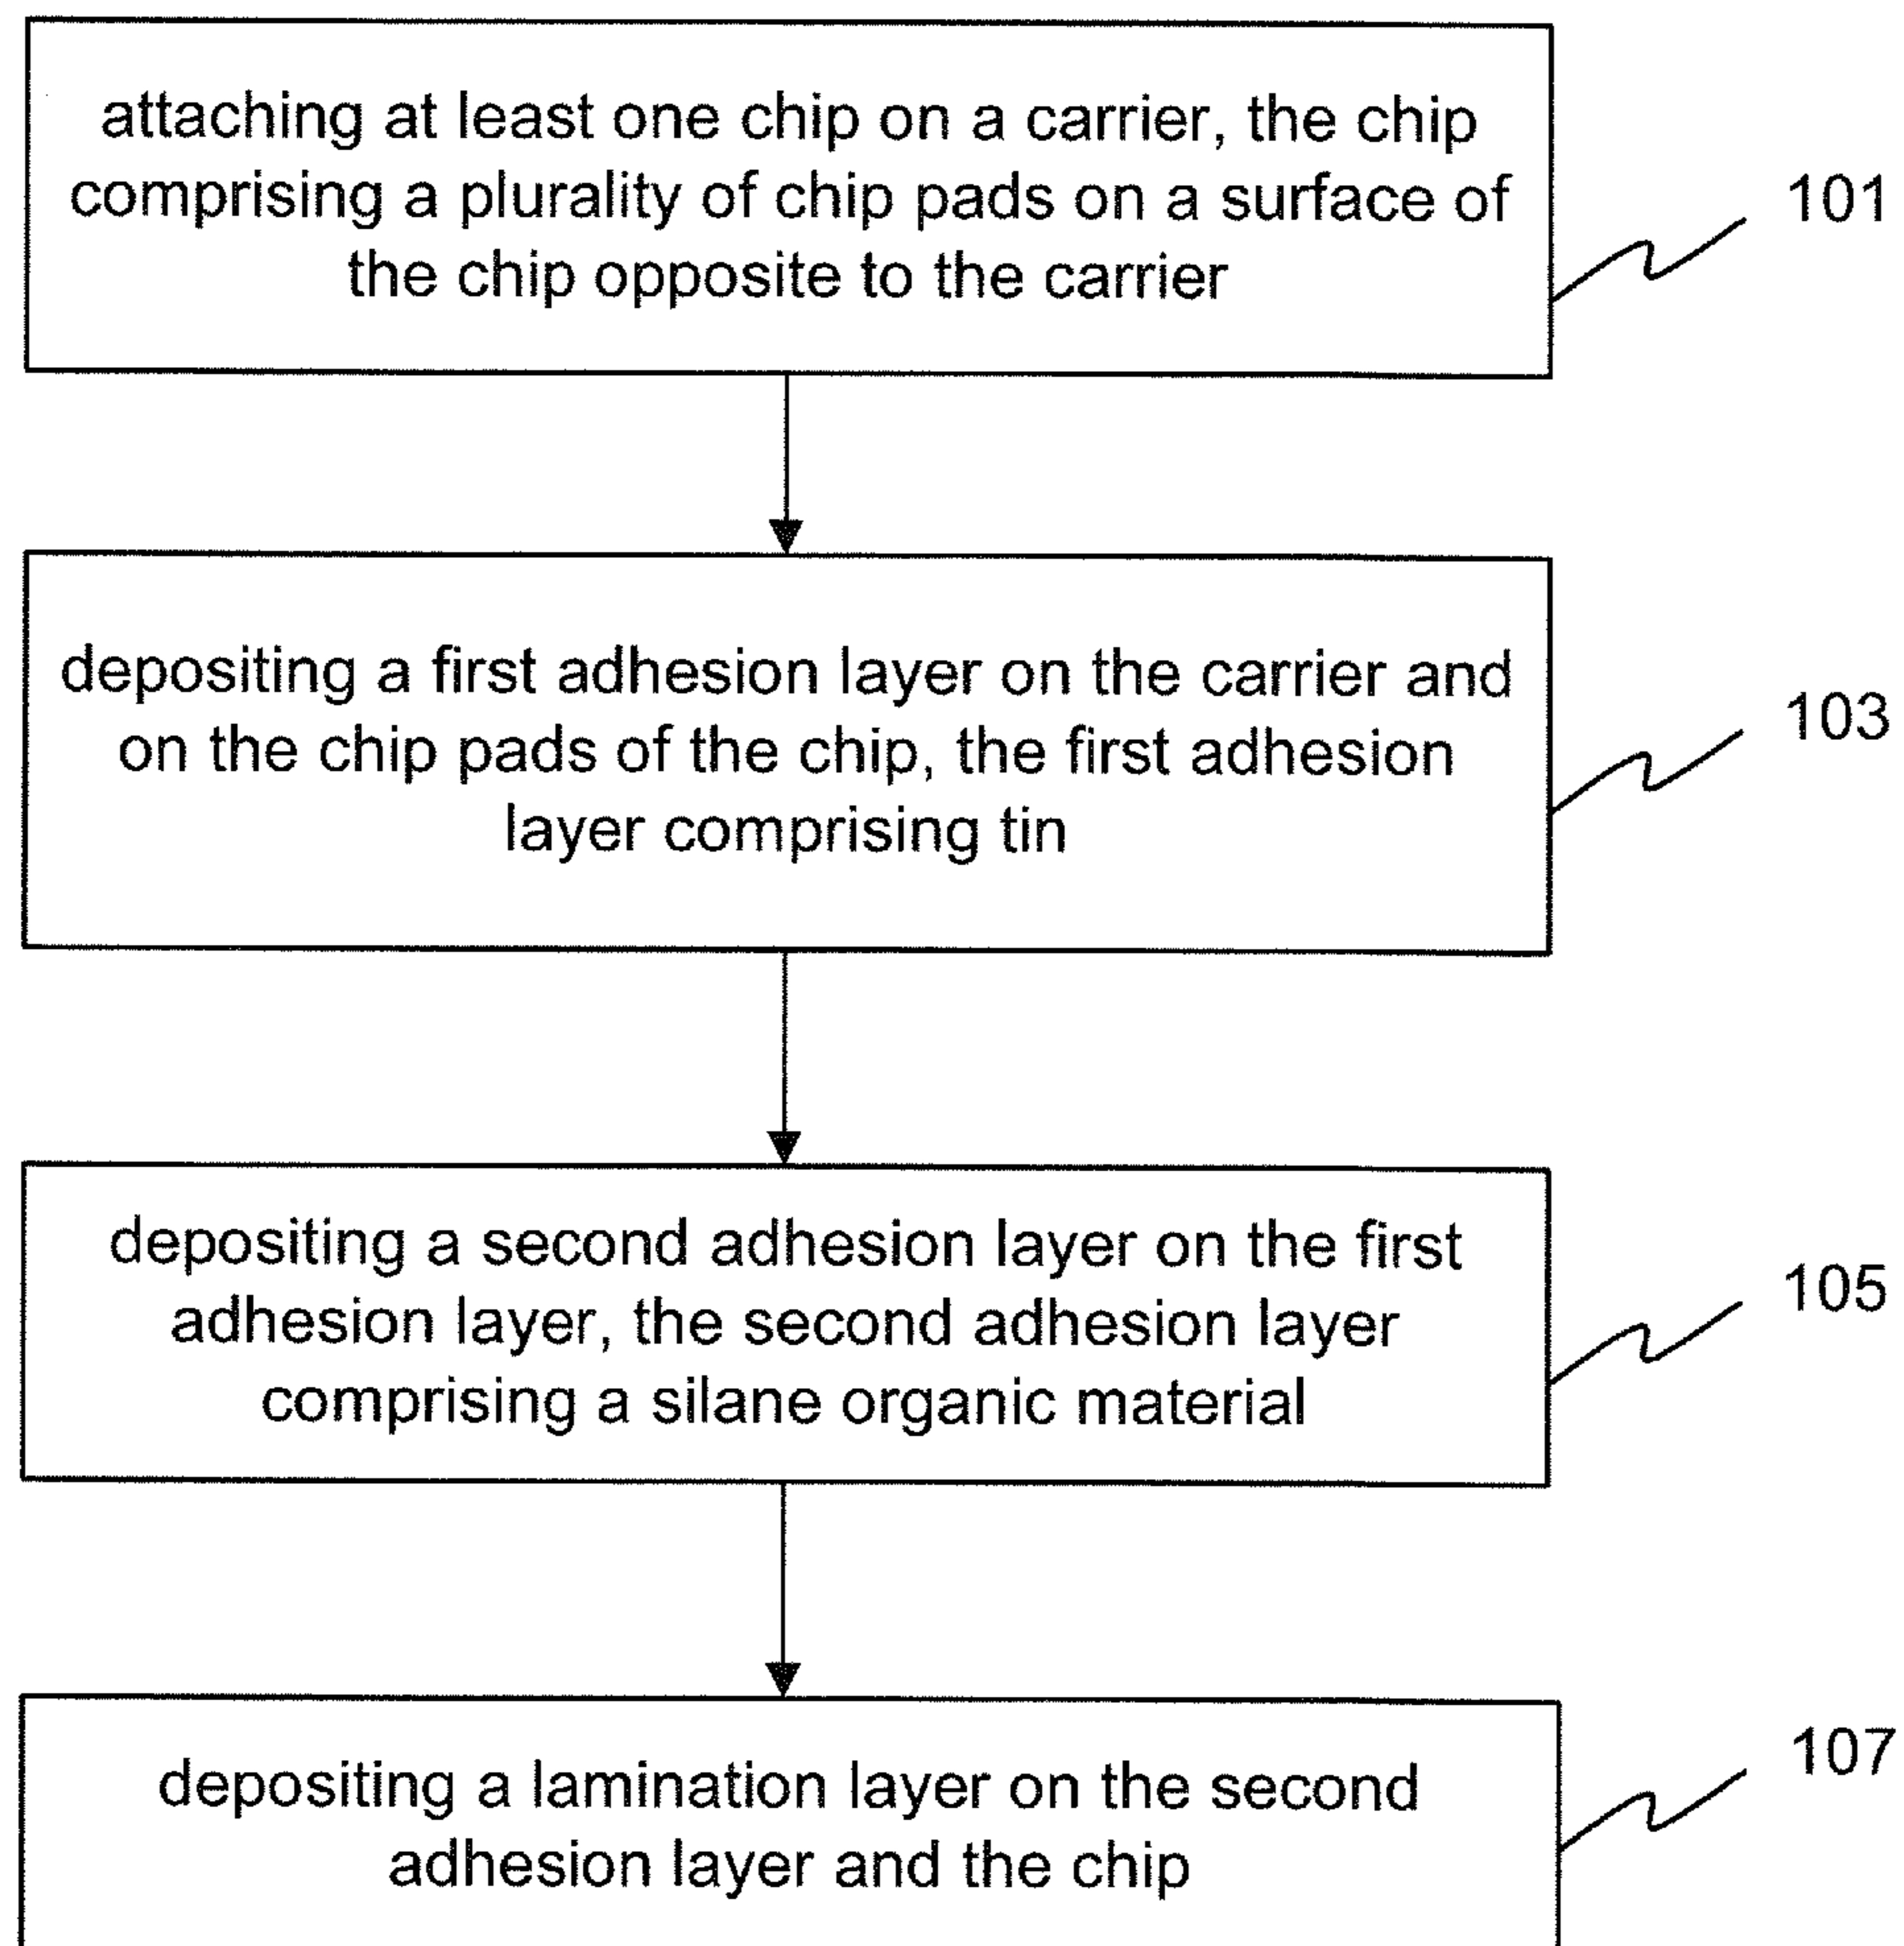 attaching at least one chip on a carrier, the chip
comprising a plurality of chip pads on a surface of
the chip opposite to the carrier
101
depositing a first adhesion layer on the carrier and
on the chip pads of the chip, the first adhesion
layer comprising tin
103
depositing a second adhesion layer on the first
adhesion layer, the second adhesion layer
comprising a silane organic material
105
depositing a lamination layer on the second
adhesion layer and the chip
107